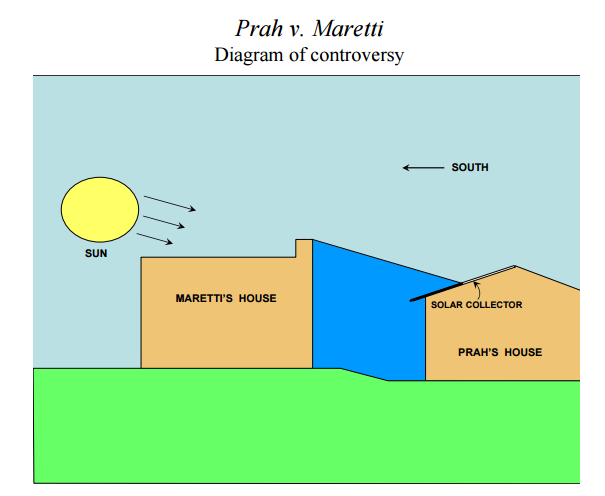 Prah v. Maretti
Diagram of controversy
SOUTH
SUN
MARETTI'S HOUSE
SOLAR COLLECTOR
PRAH'S HOUSE